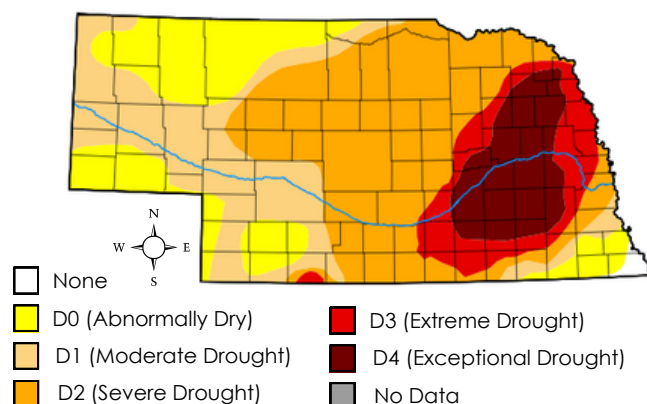 N
W E
S
None
D0 (Abnormally Dry)
D1 (Moderate Drought)
D2 (Severe Drought)
D3 (Extreme Drought)
D4 (Exceptional Drought)
No Data